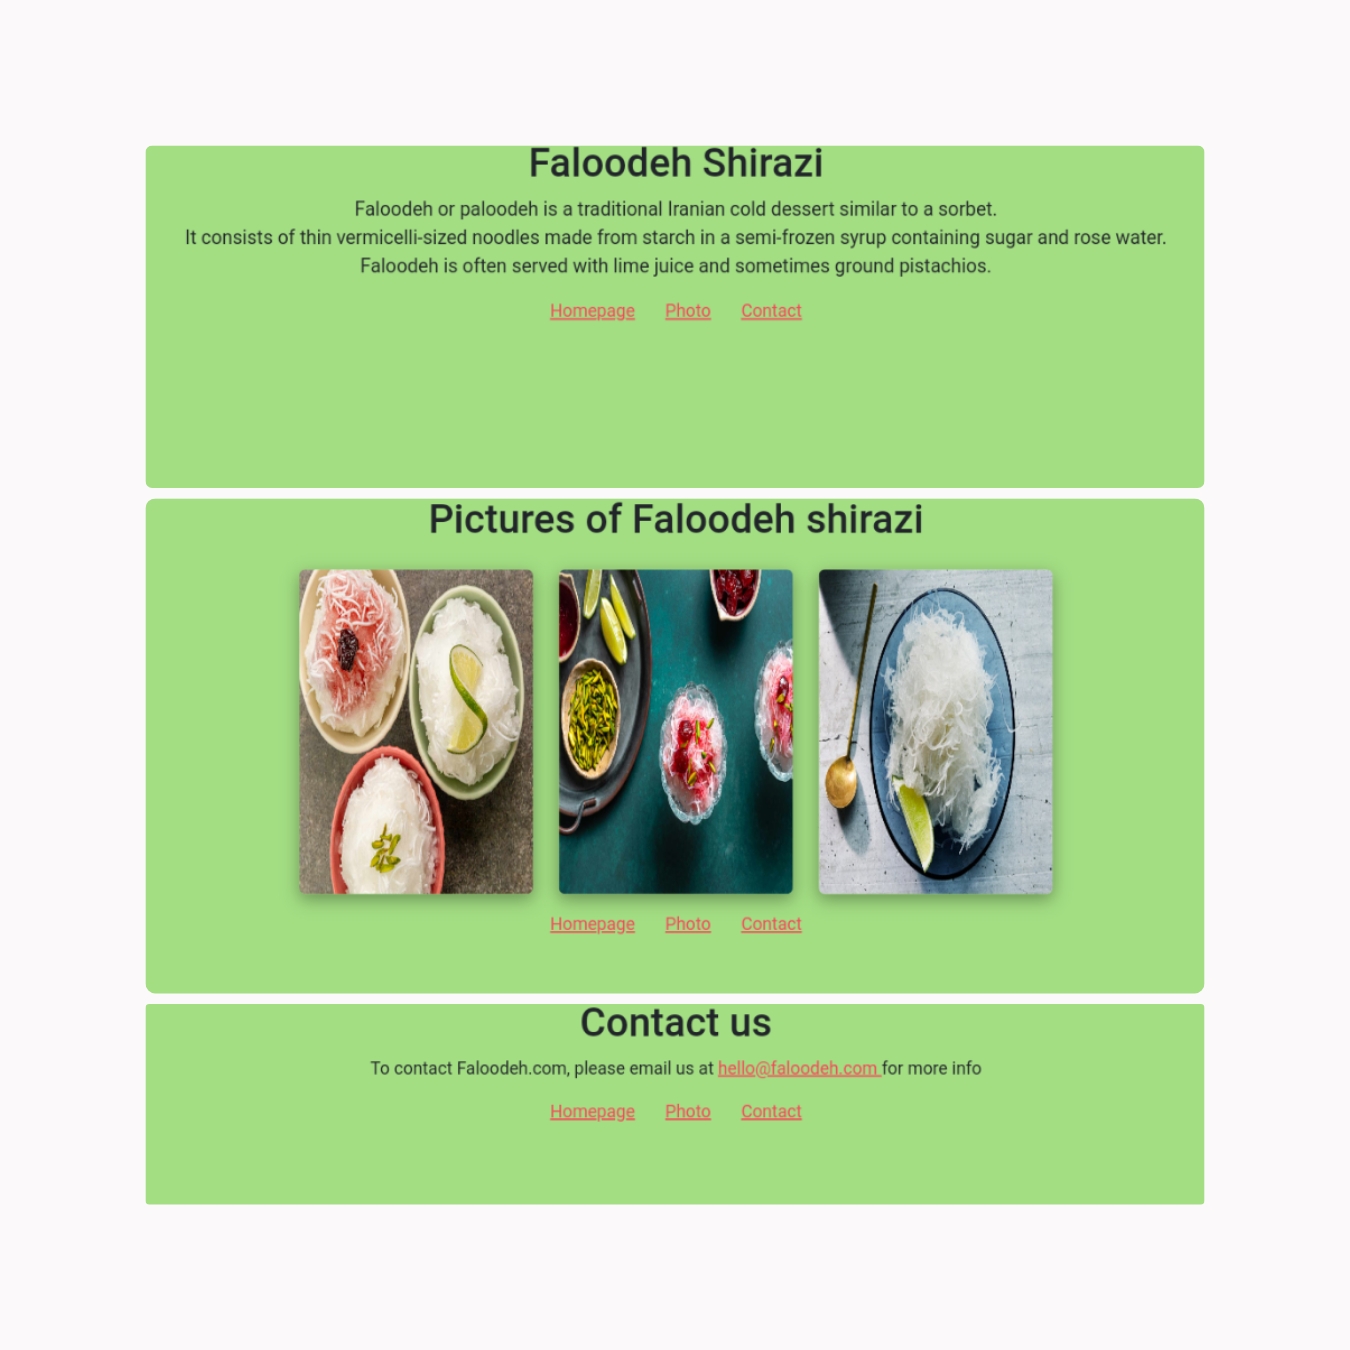 Faloodeh Shirazi
Faloodeh or paloodeh is a traditional Iranian cold dessert similar to a sorbet.
It consists of thin vermicelli-sized noodles made from starch in a semi-frozen syrup containing sugar and rose water.
Faloodeh is often served with lime juice and sometimes ground pistachios.
Homepage Photo Contact
Pictures of Faloodeh shirazi
Homepage Photo Contact
Contact us
To contact Faloodeh.com, please email us at hello@faloodeh.com for more info
Homepage Photo Contact